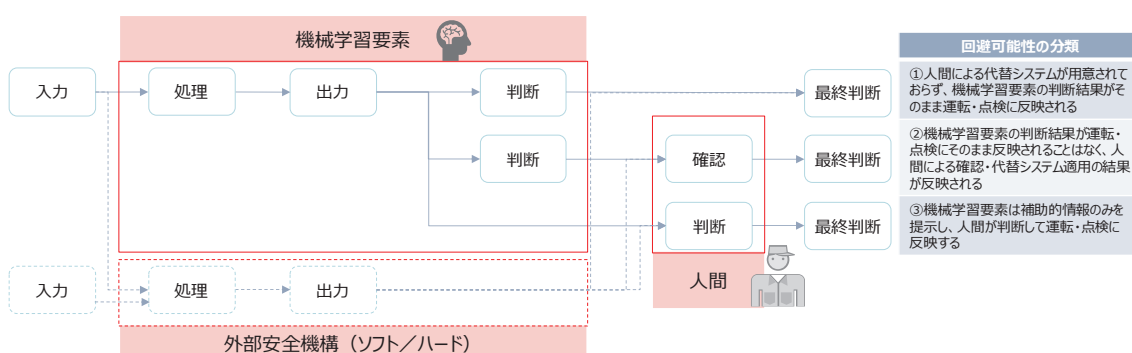 機械学習要素
入力
処理
出力
判断
最終判断
判断
確認
最終判断
判断
最終判断
人間
入力
処理
出力
外部安全機構（ソフト／ハード）
回避可能性の分類
①人間による代替システムが用意されて
おらず、機械学習要素の判断結果がそ
のまま運転・点検に反映される
②機械学習要素の判断結果が運転・
点検にそのまま反映されることはなく、人
間による確認・代替システム適用の結果
が反映される
③機械学習要素は補助的情報のみを
提示し、人間が判断して運転・点検に
反映する